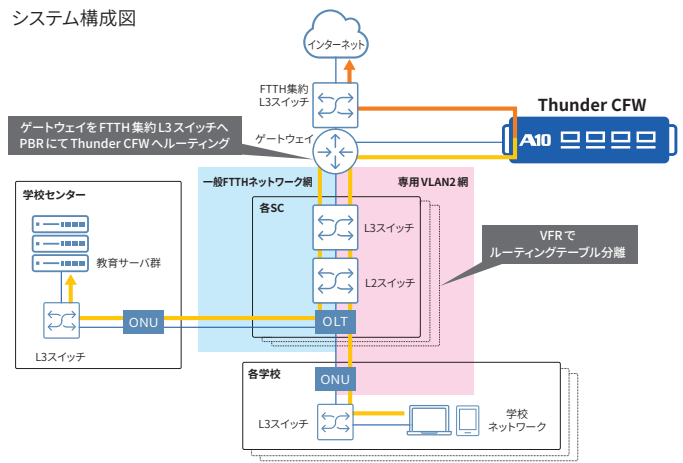 システム構成図
インターネット
FTTH集約
L3スイッチ
Thunder CFW
A10
ゲートウェイをFTTH集約L3スイッチへ
PBRにてThunder CFWへルーティング
ゲートウェイ
一般FTTHネットワーク網
専用VLAN2網
学校センター
各SC
教育サーバ群
L3スイッチ
VFRで
ルーティングテーブル分離
L2スイッチ
ONU
OLT
L3スイッチ
各学校
ONU
L3スイッチ
学校
ネットワーク